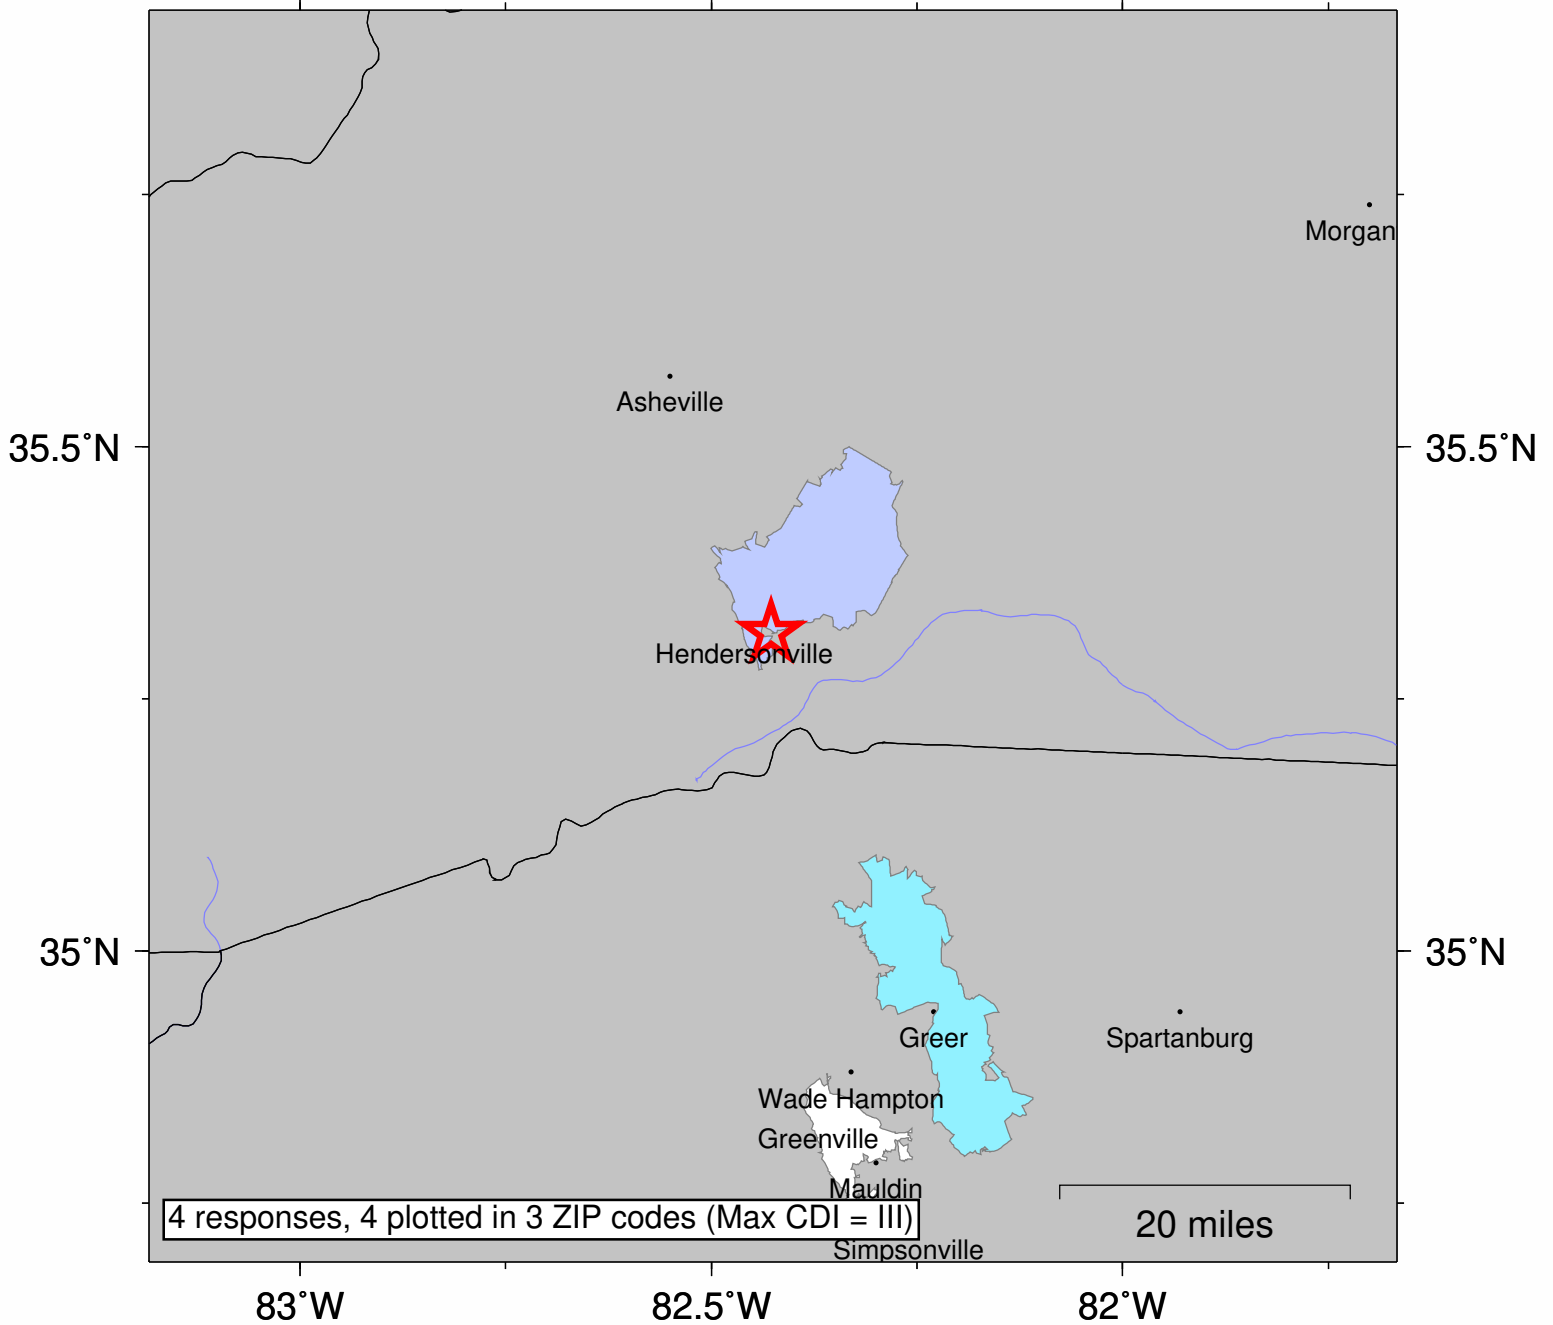 Morgan
Asheville
35.5˚N
35.5˚N
Hendersonville
35˚N
35˚N
Greer
Spartanburg
Wade Hampton
Greenville
Mauldin
4 responses, 4 plotted in 3 ZIP codes (Max CDI = III)
20 miles
Simpsonville
83˚W
82.5˚W
82˚W